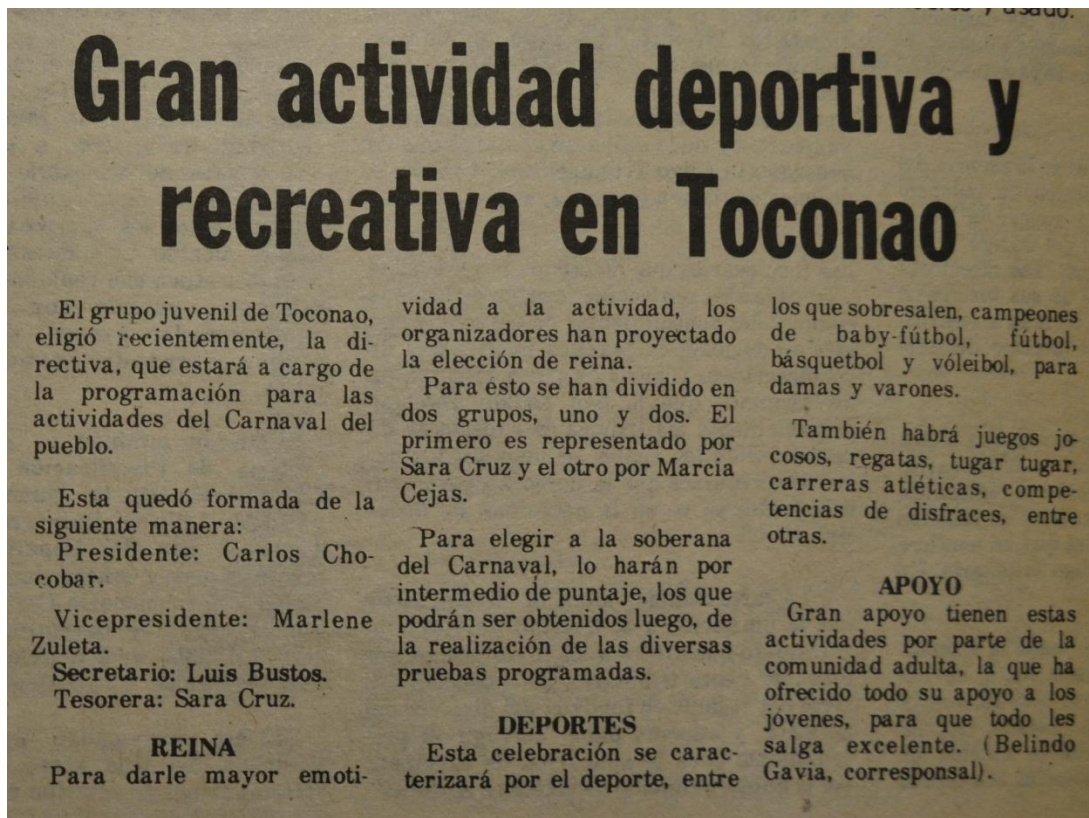 y asado.
Gran actividad deportiva y
recreativa en Toconao
El grupo juvenil de Toconao,
eligió recientemente, la di-
rectiva, que estará a cargo de
la programación para las
actividades del Carnaval del
pueblo.
Esta quedó formada de la
siguiente manera:
Presidente: Carlos Cho-
cobar.
Vicepresidente: Marlene
Zuleta.
Secretario: Luis Bustos.
Tesorera: Sara Cruz.
REINA
Para darle mayor emoti-
vidad a la actividad, los
organizadores han proyectado
la elección de reina.
Para esto se han dividido en
dos grupos, uno y dos. El
primero es representado por
Sara Cruz y el otro por Marcia
Cejas.
Para elegir a la soberana
del Carnaval, lo harán por
intermedio de puntaje, los que
podrán ser obtenidos luego, de
la realización de las diversas
pruebas programadas.
DEPORTES
Esta celebración se carac-
terizará por el deporte, entre
los que sobresalen, campeones
de baby-fútbol, fútbol,
básquetbol y vóleibol, para
damas y varones.
También habrá juegos jo-
cosos, regatas, tugar tugar,
carreras atléticas, compe-
tencias de disfraces, entre
otras.
APOYO
Gran apoyo tienen estas
actividades por parte de la
comunidad adulta, la que ha
ofrecido todo su apoyo a los
jóvenes, para que todo les
salga excelente. (Belindo
Gavia, corresponsal).